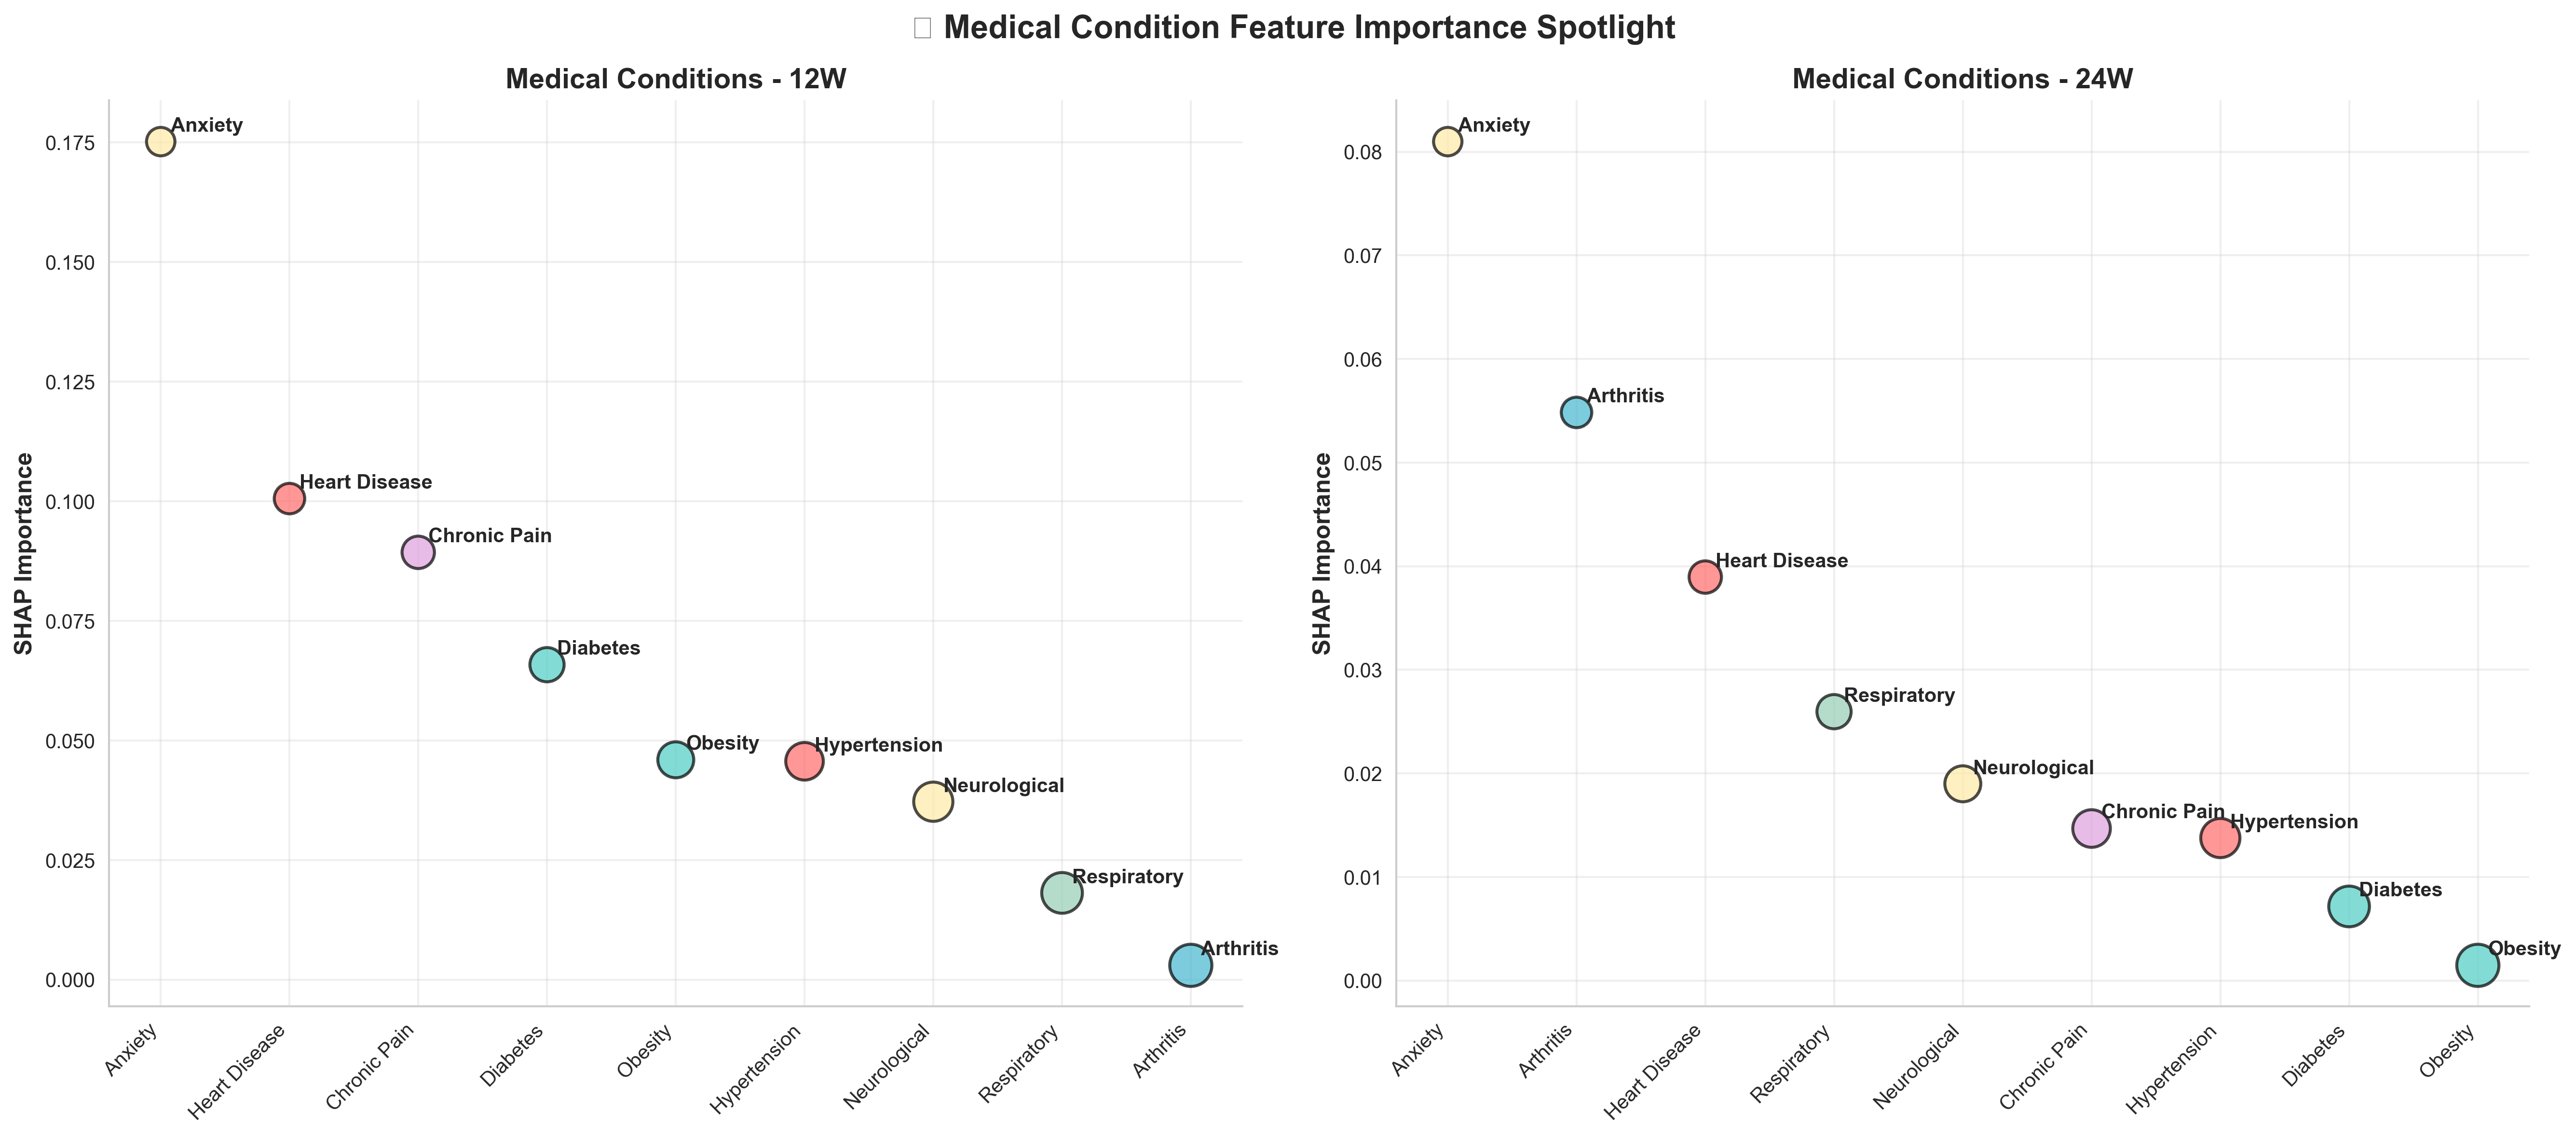 ▯ Medical Condition Feature Importance Spotlight
Medical Conditions - 12W
SHAP Importance
0.175
0.150
0.125
0.100
0.075
0.050
0.025
0.000
Anxiety
Heart Disease
Chronic Pain
Diabetes
Obesity
Hypertension
Neurological
Respiratory
Arthritis
Anxiety
Heart Disease
Chronic Pain
Diabetes
Obesity
Hypertension
Neurological
Respiratory
Arthritis
Medical Conditions - 24W
SHAP Importance
0.08
0.07
0.06
0.05
0.04
0.03
0.02
0.01
0.00
Anxiety
Arthritis
Heart Disease
Respiratory
Neurological
Chronic Pain
Hypertension
Diabetes
Obesity
Anxiety
Arthritis
Heart Disease
Respiratory
Neurological
Chronic Pain
Hypertension
Diabetes
Obesity